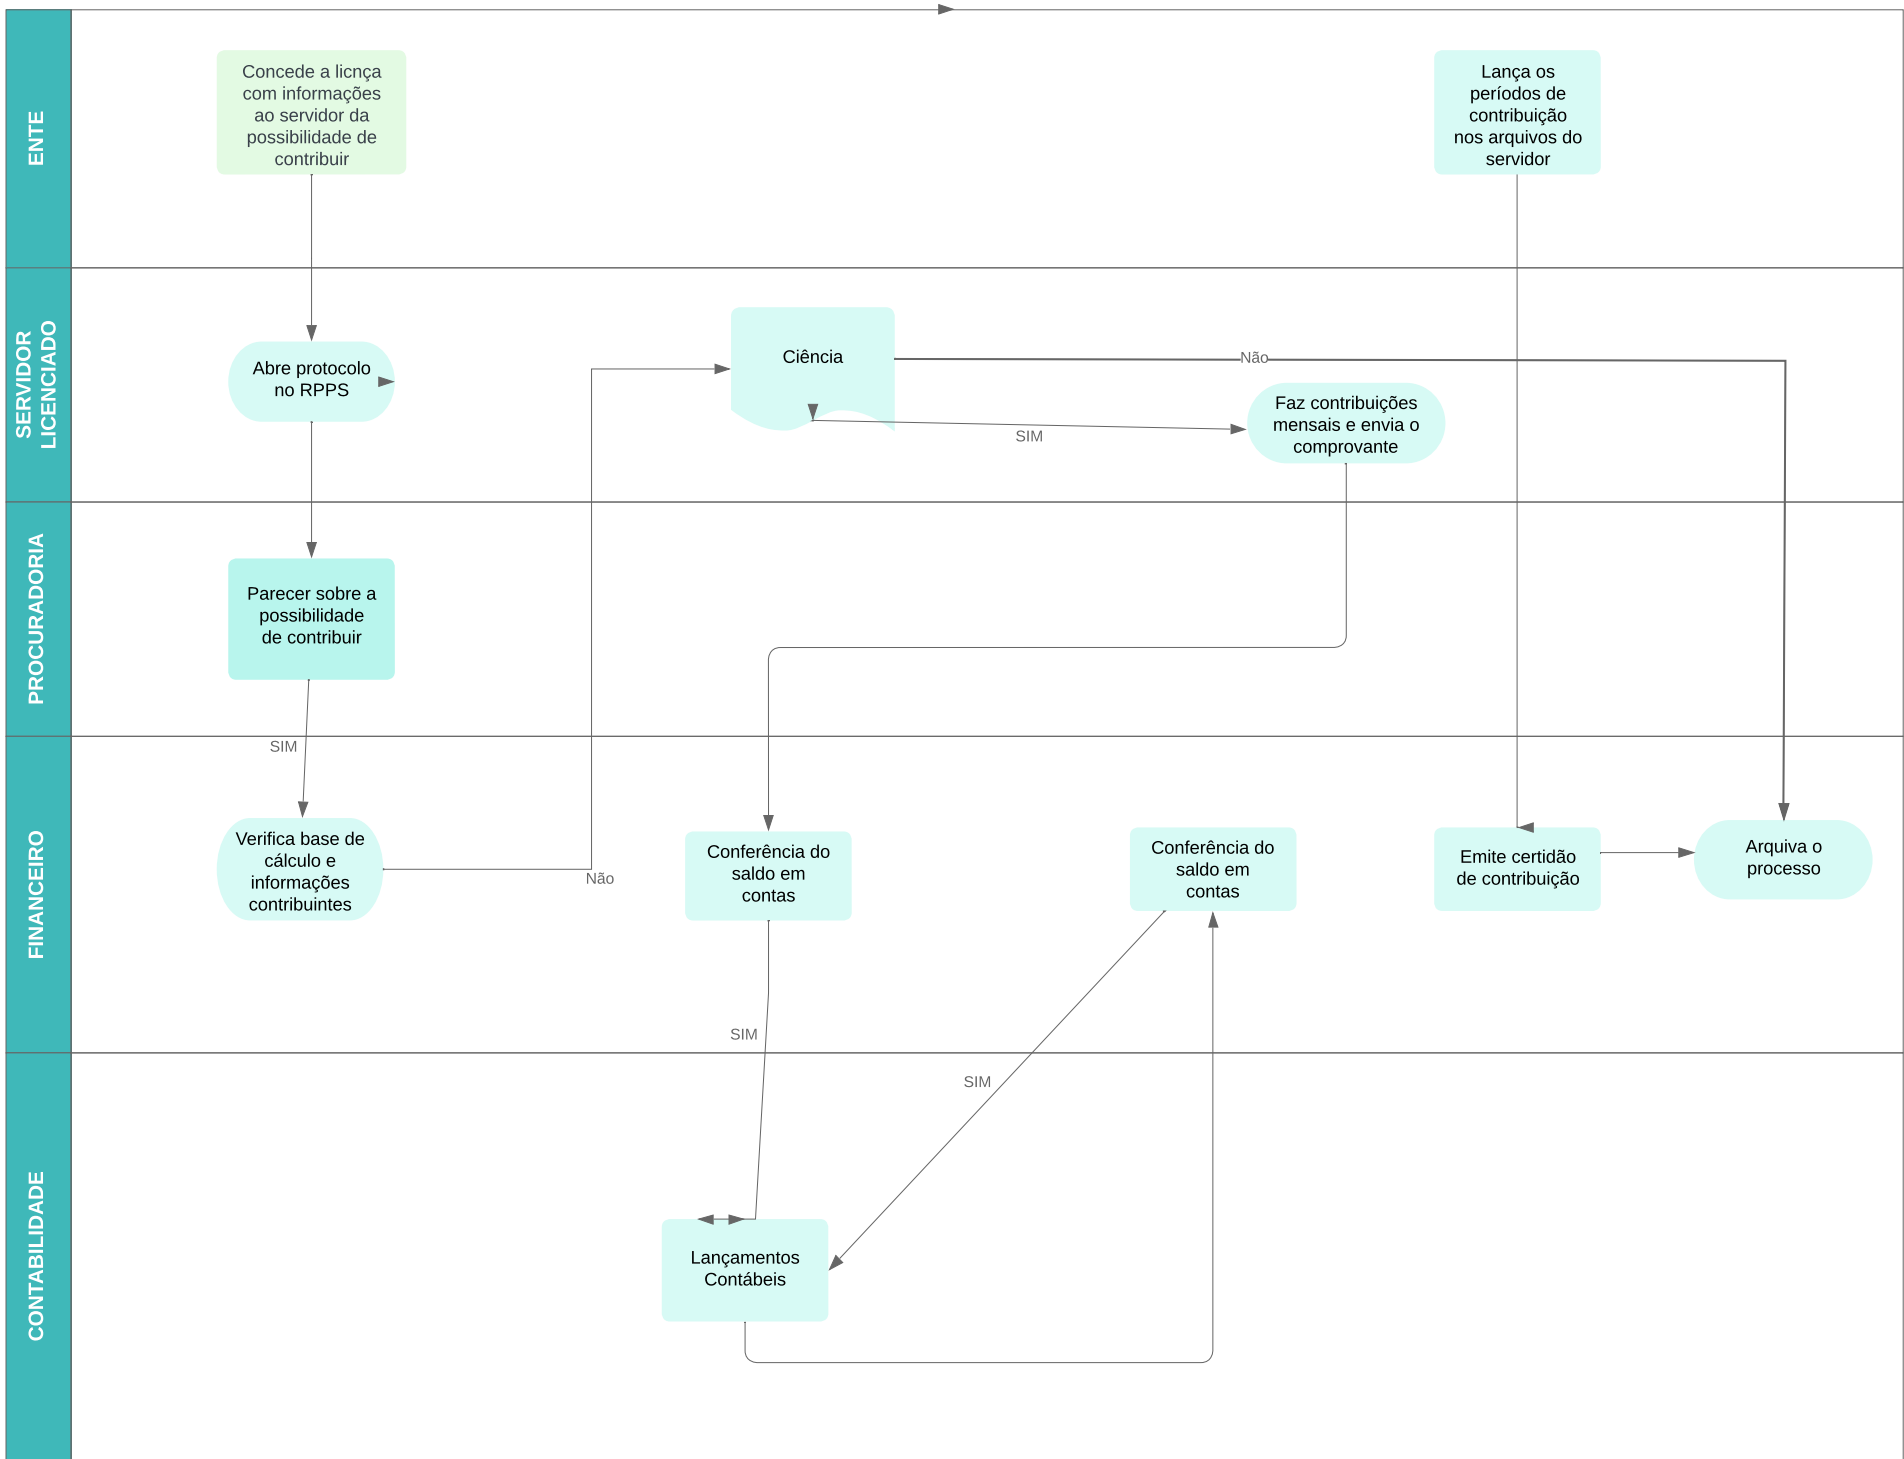 ENTE
Concede a licnça
com informações
ao servidor da
possibilidade de
contribuir
Lança os
períodos de
contribuição
nos arquivos do
servidor
SERVIDOR
LICENCIADO
Abre protocolo
no RPPS
Ciência
Não
SIM
Faz contribuições
mensais e envia o
comprovante
PROCURADORIA
Parecer sobre a
possibilidade
de contribuir
SIM
FINANCEIRO
Verifica base de
cálculo e
informações
contribuintes
Não
Conferência do
saldo em
contas
Conferência do
saldo em
contas
Emite certidão
de contribuição
Arquiva o
processo
SIM
SIM
CONTABILIDADE
Lançamentos
Contábeis